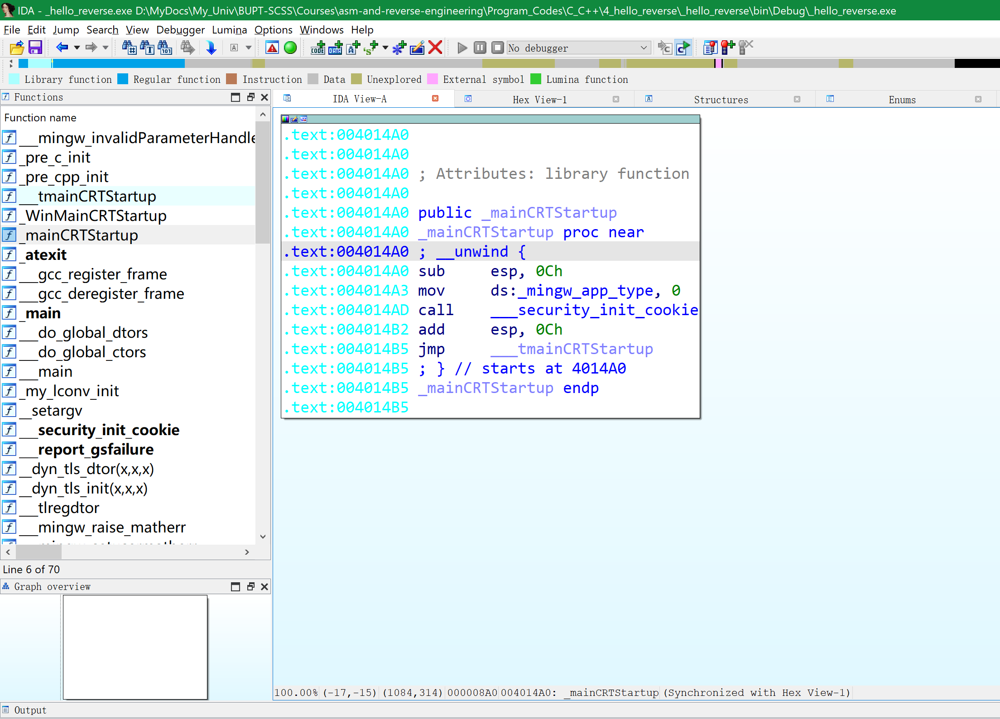 IDA - _hello_reverse.exe D:\MyDocs\My_Univ\BUPT-SCSS\Courses\asm-and-reverse-engineering\Program_Codes\C_C++\4_hello_reverse\_hello_reverse\bin\Debug\_hello_reverse.exe
File Edit Jump Search View Debugger Lumina Options Windows Help
No debugger
Library function Regular function Instruction Data Unexplored External symbol Lumina function
Functions
Function name
___mingw_invalidParameterHandle
_pre_c_init
_pre_cpp_init
___tmainCRTStartup
_WinMainCRTStartup
_mainCRTStartup
_atexit
___gcc_register_frame
___gcc_deregister_frame
_main
___do_global_dtors
___do_global_ctors
___main
_my_lconv_init
__setargv
___security_init_cookie
___report_gsfailure
__dyn_tls_dtor(x,x,x)
__dyn_tls_init(x,x,x)
___tlregdtor
___mingw_raise_matherr
Line 6 of 70
Graph overview
IDA View-A Hex View-1 Structures Enums
.text:004014A0
.text:004014A0
.text:004014A0 ; Attributes: library function
.text:004014A0
.text:004014A0 public _mainCRTStartup
.text:004014A0 _mainCRTStartup proc near
.text:004014A0 ; __unwind {
.text:004014A0 sub esp, 0Ch
.text:004014A3 mov ds:_mingw_app_type, 0
.text:004014AD call ___security_init_cookie
.text:004014B2 add esp, 0Ch
.text:004014B5 jmp ___tmainCRTStartup
.text:004014B5 ; } // starts at 4014A0
.text:004014B5 _mainCRTStartup endp
.text:004014B5
100.00% (-17,-15) (1084,314) 000008A0 004014A0: _mainCRTStartup (Synchronized with Hex View-1)
Output